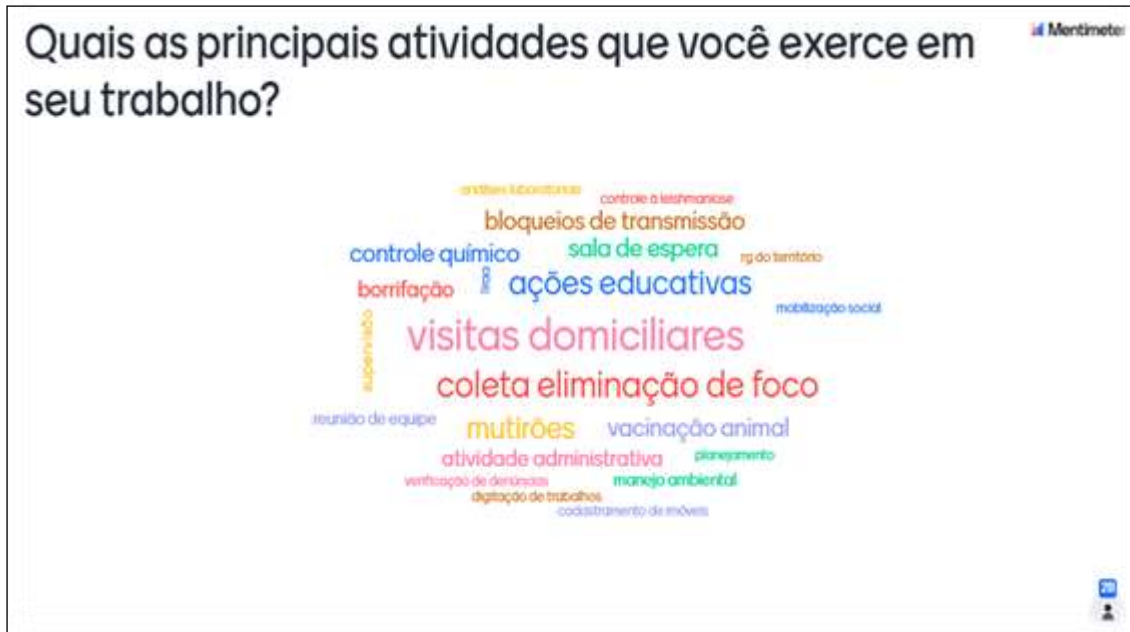 Quais as principais atividades que você exerce em
seu trabalho?
Mentimeter
análises laboratoriais
controle a leishmaniose
bloqueios de transmissão
controle químico
sala de espera
rg do território
borrifação
ações educativas
mobilização social
visitas domiciliares
supervisão
coleta eliminação de foco
reunião de equipe
mutirões
vacinação animal
atividade administrativa
planejamento
verificação de denúncias
manejo ambiental
digitação de trabalhos
cadastramento de imóveis